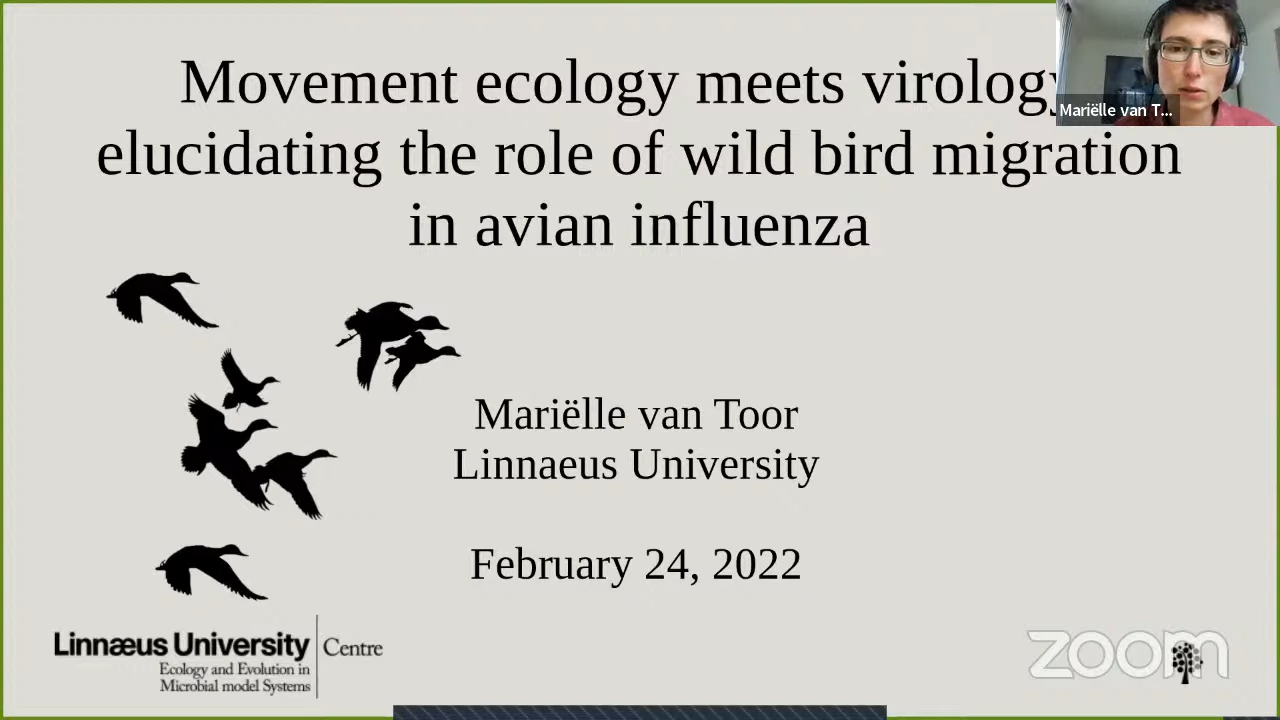 Movement ecology meets virology
elucidating the role of wild bird migration
in avian influenza
Mariëlle van T...
Mariëlle van Toor
Linnaeus University
February 24, 2022
Linnæus University Centre
Ecology and Evolution in
Microbial model Systems
zoom